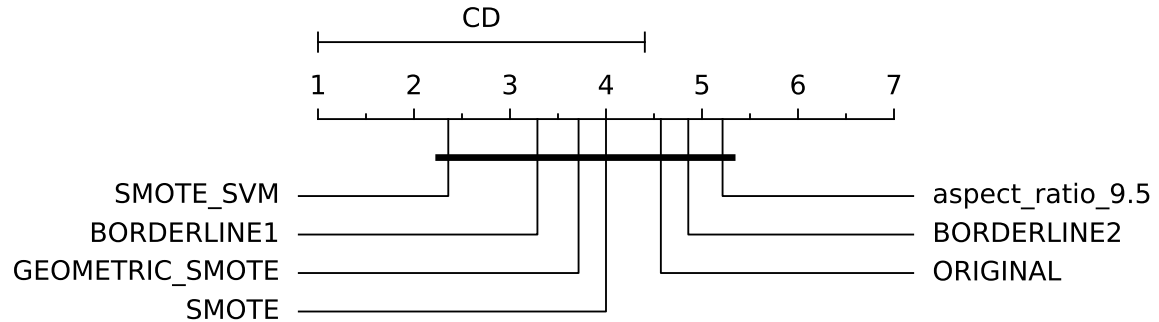 CD
1 2 3 4 5 6 7
SMOTE_SVM aspect_ratio_9.5
BORDERLINE1 BORDERLINE2
GEOMETRIC_SMOTE ORIGINAL
SMOTE